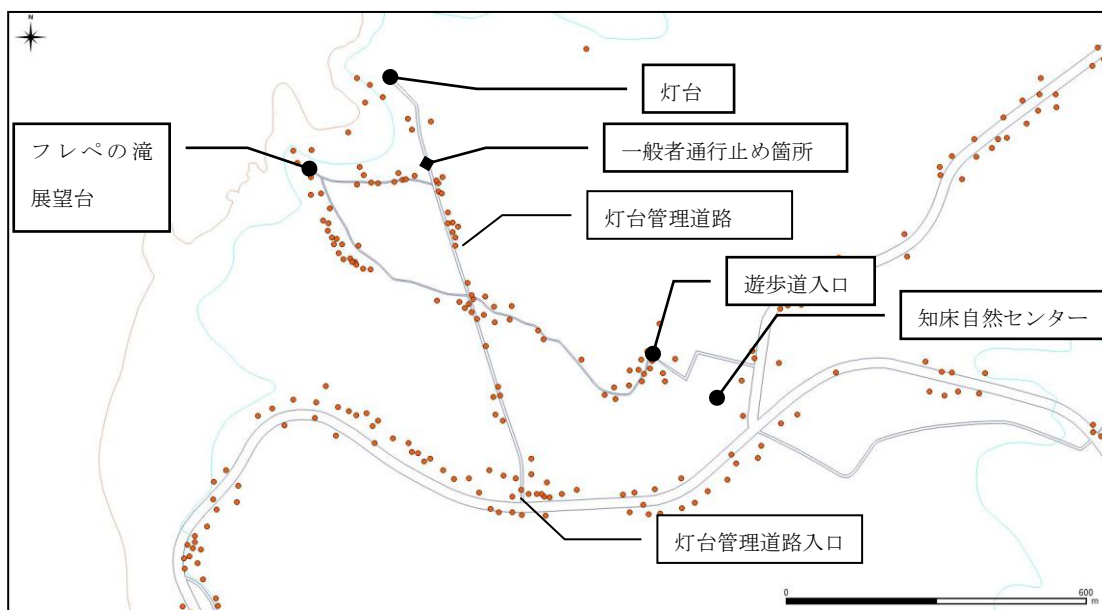 N
灯台
フレペの滝
展望台
一般者通行止め箇所
灯台管理道路
遊歩道入口
知床自然センター
灯台管理道路入口
0 600
m